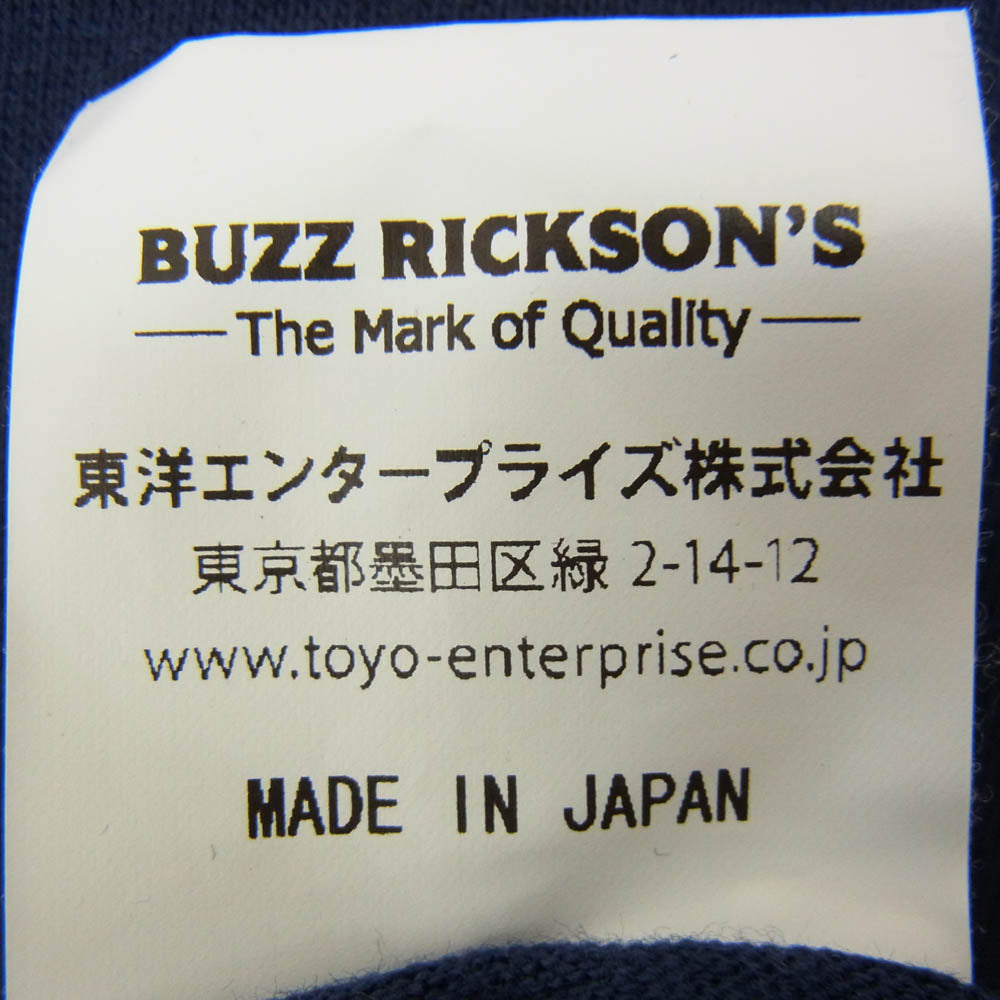 BUZZ RICKSON'S
The Mark of Quality
東洋エンタープライズ株式会社
東京都墨田区緑 2-14-12
www.toyo-enterprise.co.jp
MADE IN JAPAN